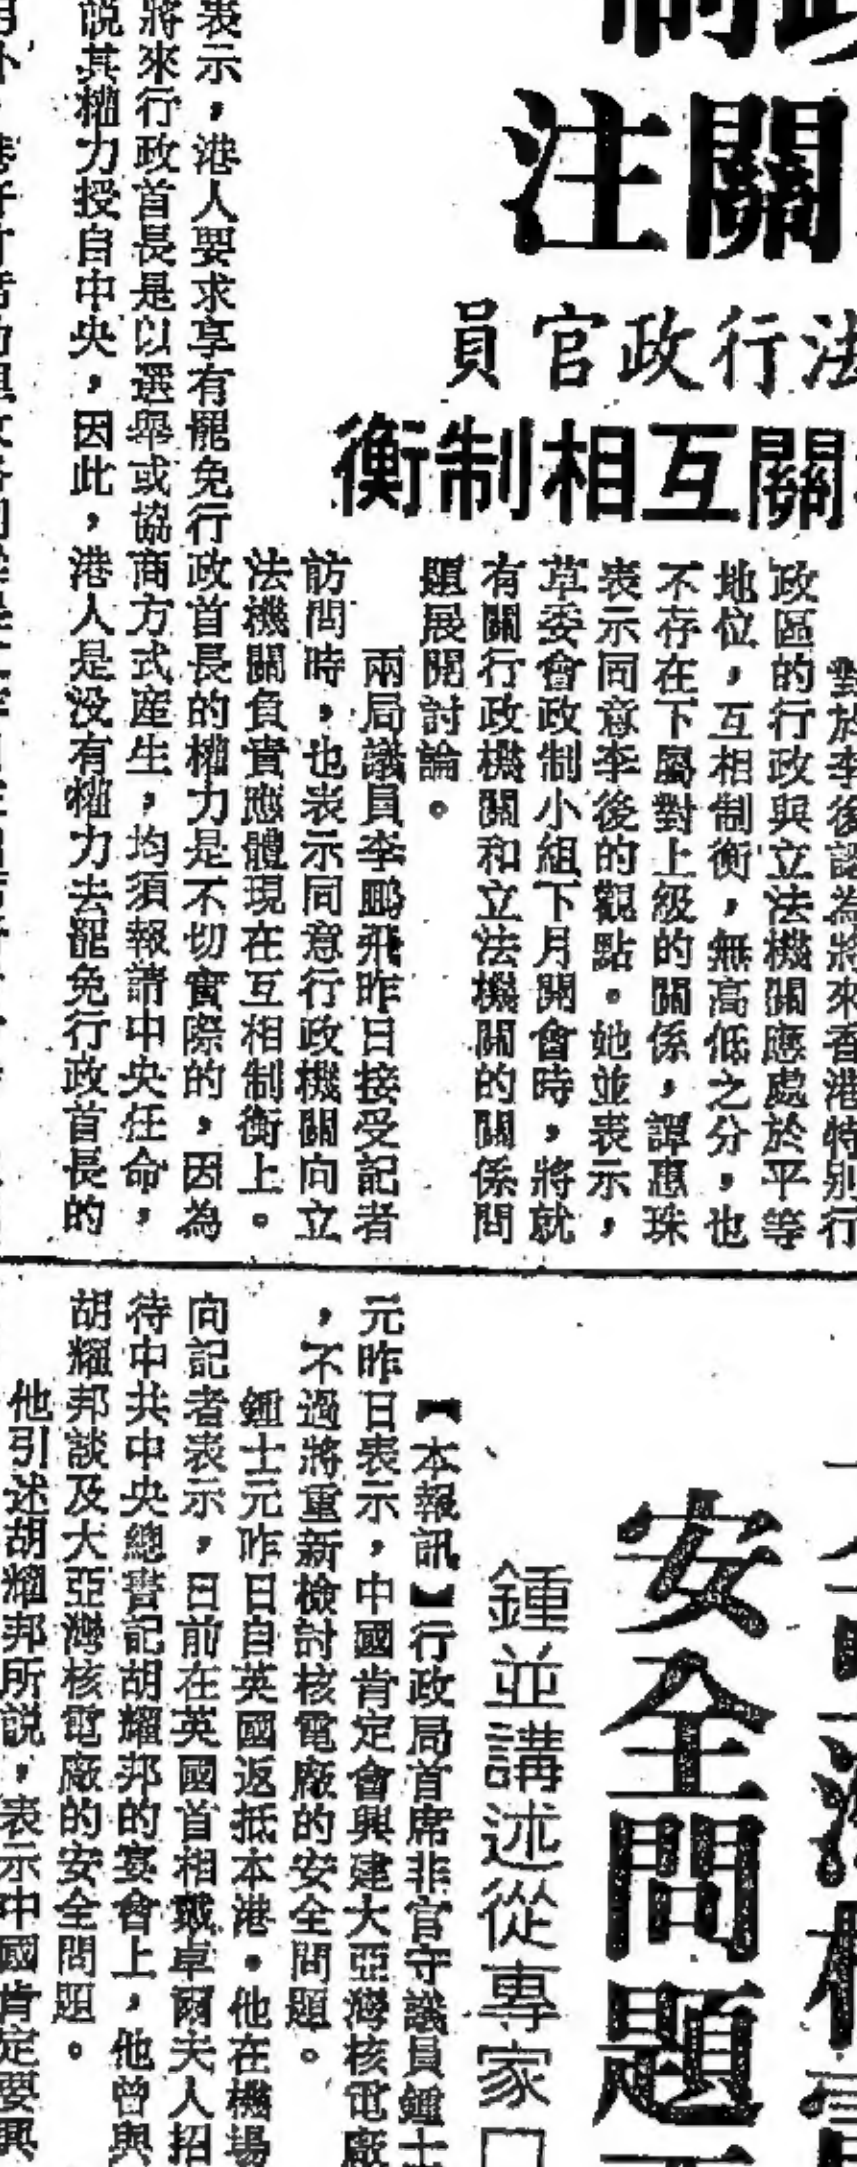 關注
法行政官員
關互相制衡
對於李後認為將來香港特別行
政區的行政與立法機關應處於平等
地位，互相制衡，無高低之分，也
不存在下屬對上級的關係，譚惠珠
表示同意李後的觀點。她並表示，
草委會政制小組下月開會時，將就
有關行政機關和立法機關的關係問
題展開討論。
兩局議員李鵬飛昨日接受記者
訪問時，也表示同意行政機關向立
法機關負責應體現在互相制衡上。
表示，港人要求享有罷免行政首長的權力是不切實際的，因為
將來行政首長是以選舉或協商方式產生，均須報請中央任命，
說其權力授自中央，因此，港人是沒有權力去罷免行政首長的
安全問題
鍾並講述從專家
【本報訊】行政局首席非官守議員鍾士
元昨日表示，中國肯定會興建大亞灣核電廠
，不過將重新檢討核電廠的安全問題。
鍾士元昨日自英國返抵本港。他在機場
向記者表示，日前在英國首相戴卓爾夫人招
待中共中央總書記胡耀邦的宴會上，他曾與
胡耀邦談及大亞灣核電廠的安全問題。
他引述胡耀邦所說，表示中國肯定要興